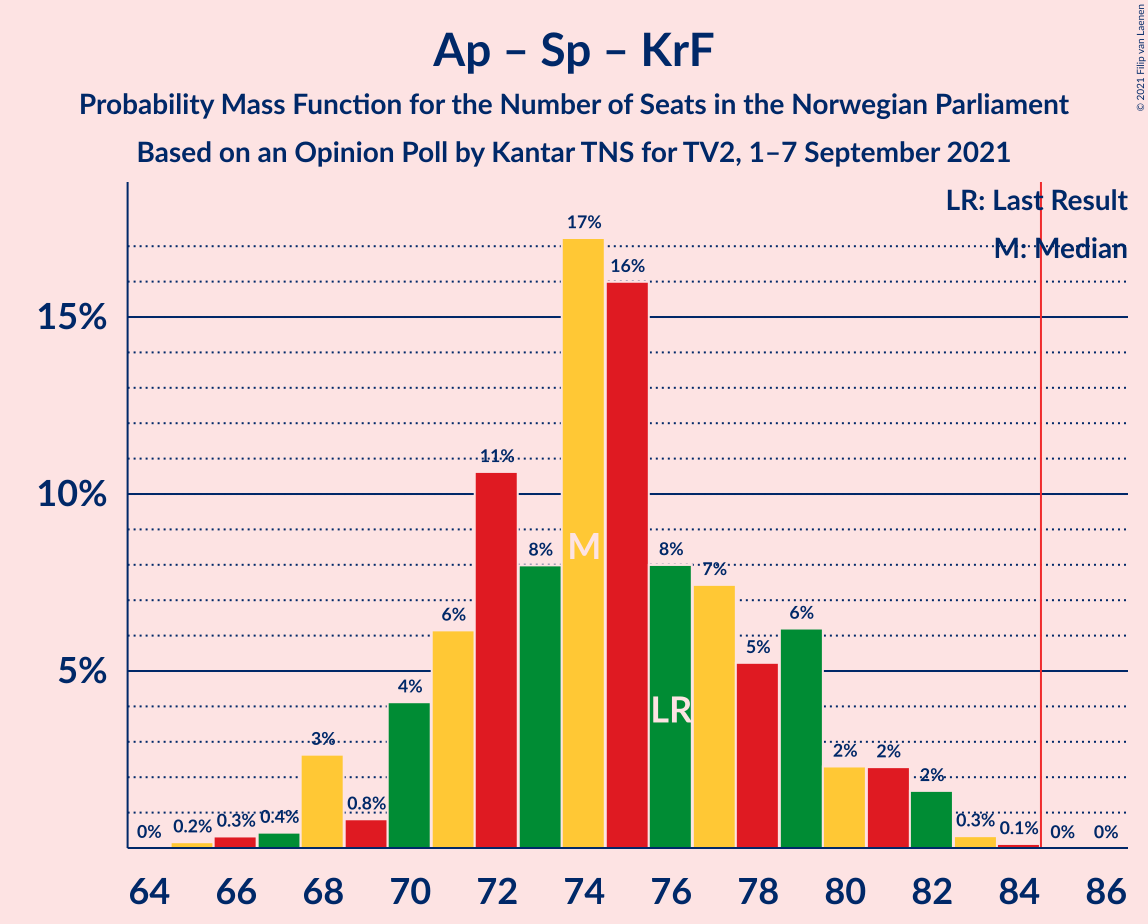 Ap – Sp – KrF
Probability Mass Function for the Number of Seats in the Norwegian Parliament
Based on an Opinion Poll by Kantar TNS for TV2, 1–7 September 2021
© 2021 Filip van Laenen
LR: Last Result
M: Median
15%
10%
5%
0% 0.2% 0.3% 0.4% 3% 0.8% 4% 6% 11% 8% 17% 16% 8% 7% 5% 6% 2% 2% 2% 0.3% 0.1% 0% 0%
M
LR
64 66 68 70 72 74 76 78 80 82 84 86